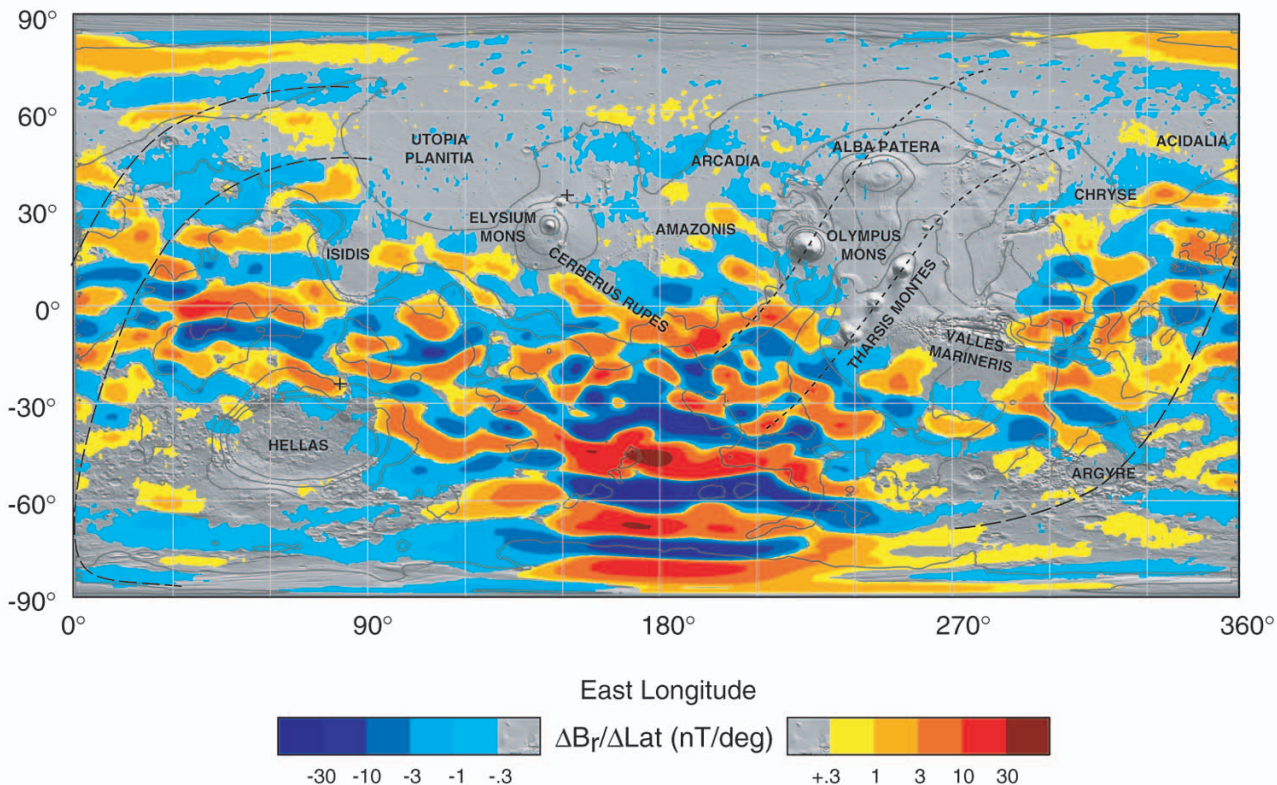 90°
60°
30°
0°
-30°
-60°
-90°
UTOPIA
PLANITIA
ARCADIA
ALBA PATERA
ACIDALIA
CHRYSE
ELYSIUM
MONS
AMAZONIS
OLYMPUS
MONS
ISIDIS
CERBERUS RUPES
THARSIS MONTES
VALLES
MARINERIS
HELLAS
ARGYRE
0°
90°
180°
270°
360°
East Longitude
ΔBr/ΔLat (nT/deg)
-30 -10 -3 -1 -.3
+.3 1 3 10 30